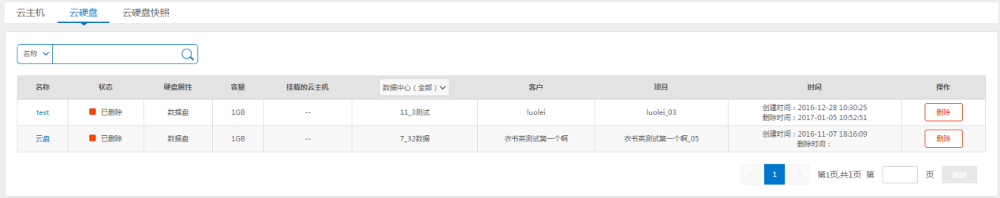 云主机 云硬盘 云硬盘快照
名称
名称 状态 硬盘属性 容量 挂载的云主机 数据中心（全部） 客户 项目 时间 操作
test 已删除 数据盘 1GB -- 11_3测试 luolei luolei_03 创建时间：2016-12-28 10:30:25 删除
删除时间：2017-01-05 10:52:51
云盘 已删除 数据盘 1GB -- 7_32数据 衣书英测试第一个啊 衣书英测试第一个啊_05 创建时间：2016-11-07 18:16:09 删除
删除时间：
< 1 > 第1页,共1页 第 页 跳转